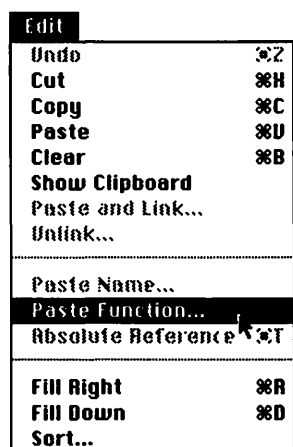 Edit
Undo ⌘Z
Cut ⌘X
Copy ⌘C
Paste ⌘V
Clear ⌘B
Show Clipboard
Paste and Link...
Unlink...
Paste Name...
Paste Function...
Absolute Reference ⌘T
Fill Right ⌘R
Fill Down ⌘D
Sort...